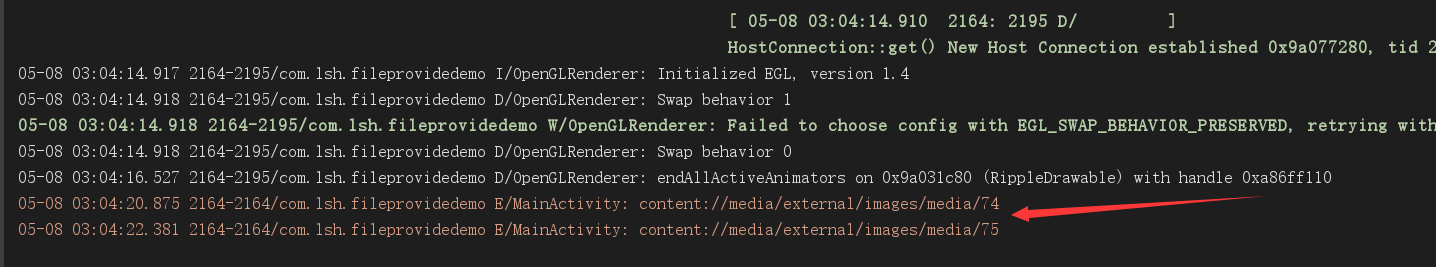 [ 05-08 03:04:14.910  2164: 2195 D/         ]
HostConnection::get() New Host Connection established 0x9a077280, tid 2
05-08 03:04:14.917 2164-2195/com.lsh.fileprovidedemo I/OpenGLRenderer: Initialized EGL, version 1.4
05-08 03:04:14.918 2164-2195/com.lsh.fileprovidedemo D/OpenGLRenderer: Swap behavior 1
05-08 03:04:14.918 2164-2195/com.lsh.fileprovidedemo W/OpenGLRenderer: Failed to choose config with EGL_SWAP_BEHAVIOR_PRESERVED, retrying with
05-08 03:04:14.918 2164-2195/com.lsh.fileprovidedemo D/OpenGLRenderer: Swap behavior 0
05-08 03:04:16.527 2164-2195/com.lsh.fileprovidedemo D/OpenGLRenderer: endAllActiveAnimators on 0x9a031c80 (RippleDrawable) with handle 0xa86ff110
05-08 03:04:20.875 2164-2164/com.lsh.fileprovidedemo E/MainActivity: content://media/external/images/media/74
05-08 03:04:22.381 2164-2164/com.lsh.fileprovidedemo E/MainActivity: content://media/external/images/media/75